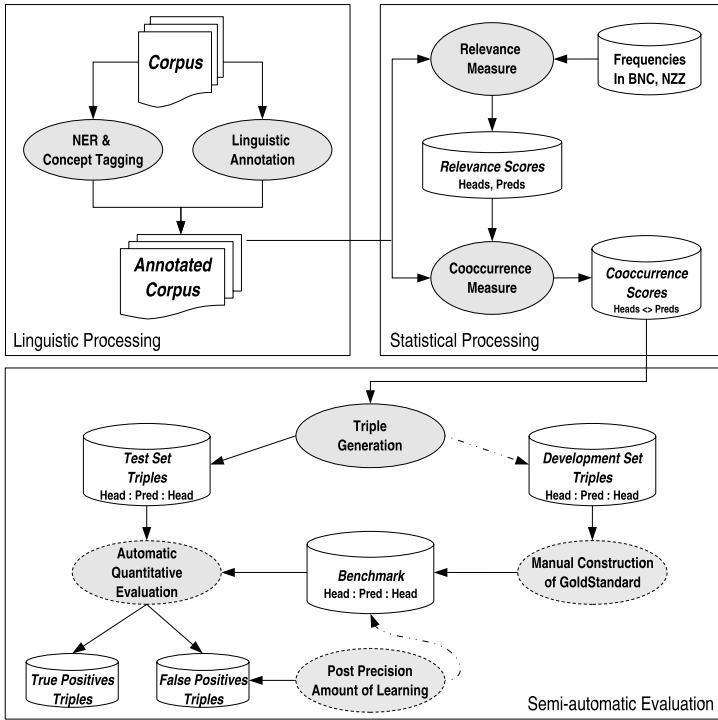 Corpus
NER &
Concept Tagging
Linguistic
Annotation
Annotated
Corpus
Linguistic Processing
Relevance
Measure
Frequencies
In BNC, NZZ
Relevance Scores
Heads, Preds
Cooccurrence
Measure
Cooccurrence
Scores
Heads <> Preds
Statistical Processing
Triple
Generation
Test Set
Triples
Head : Pred : Head
Development Set
Triples
Head : Pred : Head
Automatic
Quantitative
Evaluation
Benchmark
Head : Pred : Head
Manual Construction
of GoldStandard
True Positives
Triples
False Positives
Triples
Post Precision
Amount of Learning
Semi-automatic Evaluation